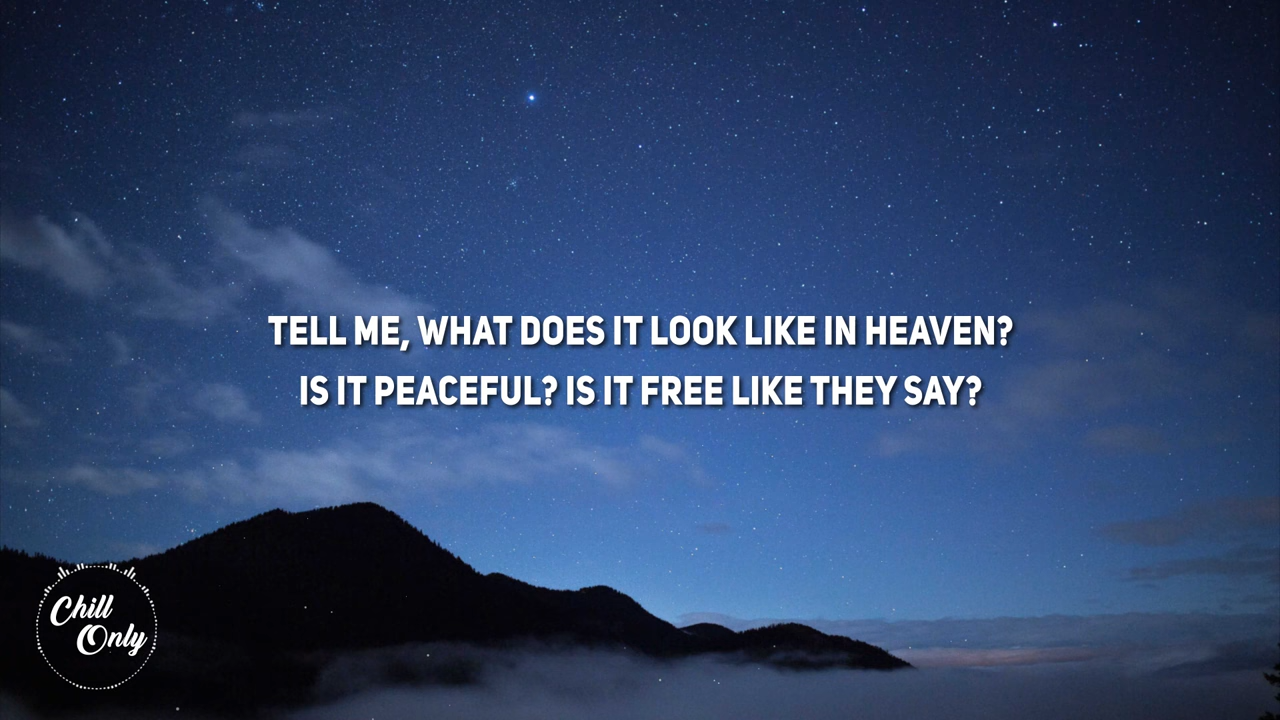 TELL ME, WHAT DOES IT LOOK LIKE IN HEAVEN?
IS IT PEACEFUL? IS IT FREE LIKE THEY SAY?
Chill
Only